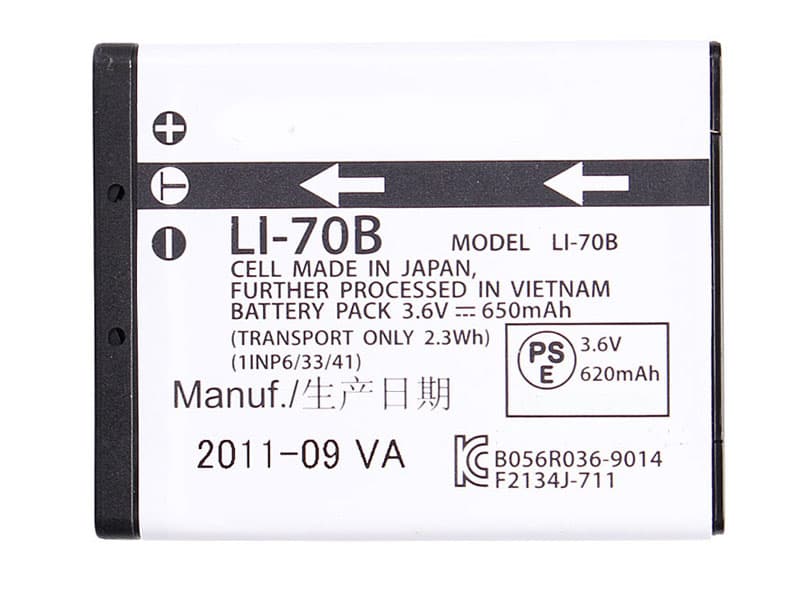 +
T
−
LI-70B MODEL LI-70B
CELL MADE IN JAPAN,
FURTHER PROCESSED IN VIETNAM
BATTERY PACK 3.6V⎓650mAh
(TRANSPORT ONLY 2.3Wh)
(1INP6/33/41)
PS
E
3.6V
620mAh
Manuf./生产日期
2011-09 VA
KC
B056R036-9014
F2134J-711